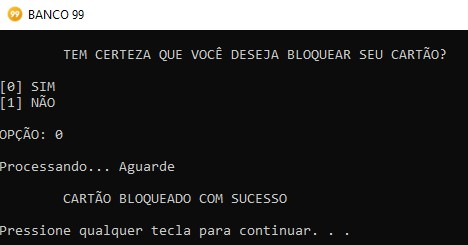 99 BANCO 99
TEM CERTEZA QUE VOCÊ DESEJA BLOQUEAR SEU CARTÃO?
[0] SIM
[1] NÃO
OPÇÃO: 0
Processando... Aguarde
CARTÃO BLOQUEADO COM SUCESSO
Pressione qualquer tecla para continuar. . .